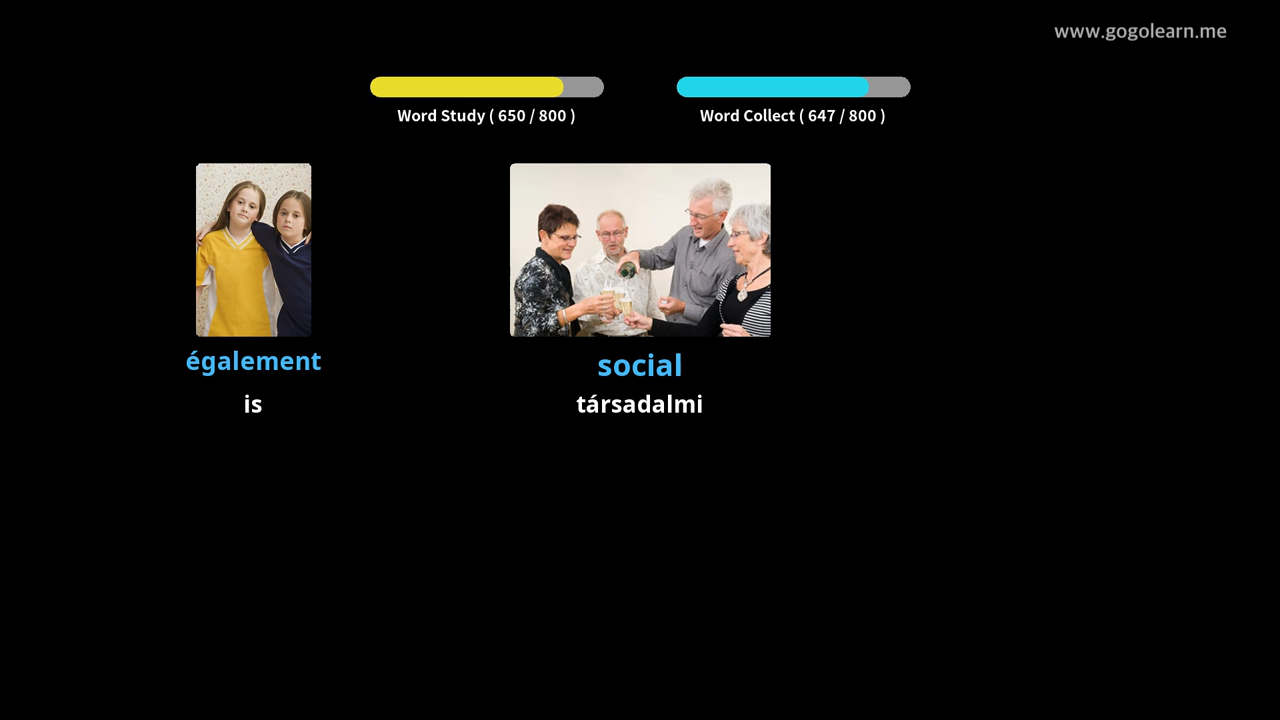 www.gogolearn.me
Word Study ( 650 / 800 )
Word Collect ( 647 / 800 )
également
social
is
társadalmi